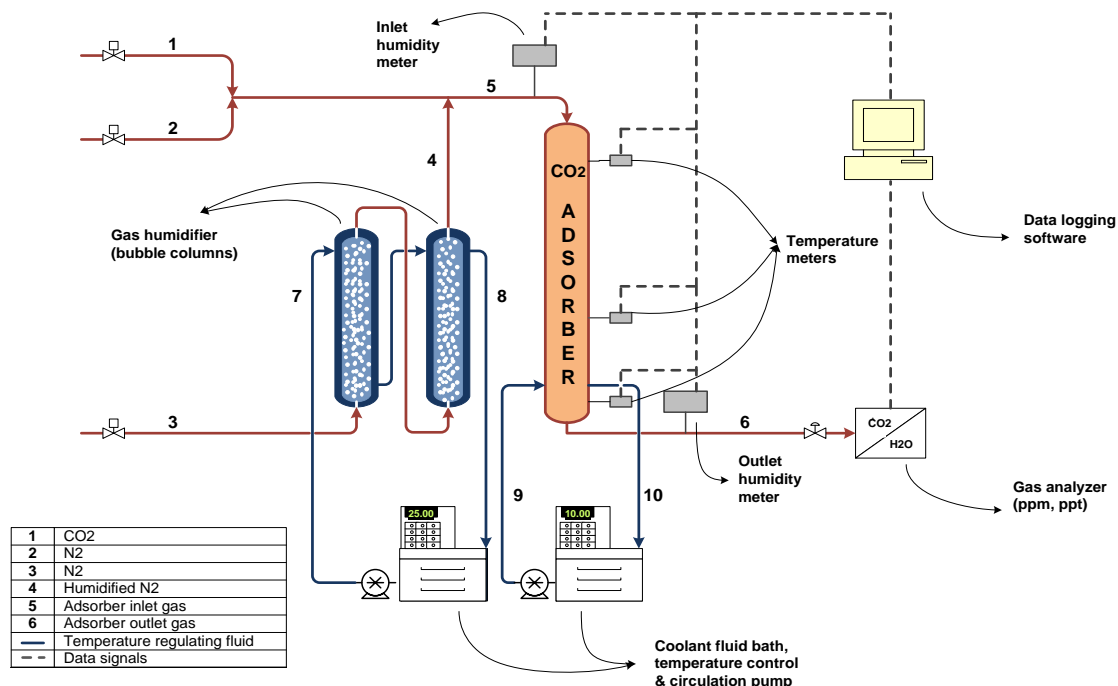 Inlet
humidity
meter
1
2
5
4
Gas humidifier
(bubble columns)
7
8
3
CO2
A
D
S
O
R
B
E
R
Temperature
meters
Data logging
software
6
CO2
H2O
Outlet
humidity
meter
Gas analyzer
(ppm, ppt)
9
10
25.00
10.00
Coolant fluid bath,
temperature control
& circulation pump
1 CO2
2 N2
3 N2
4 Humidified N2
5 Adsorber inlet gas
6 Adsorber outlet gas
Temperature regulating fluid
Data signals